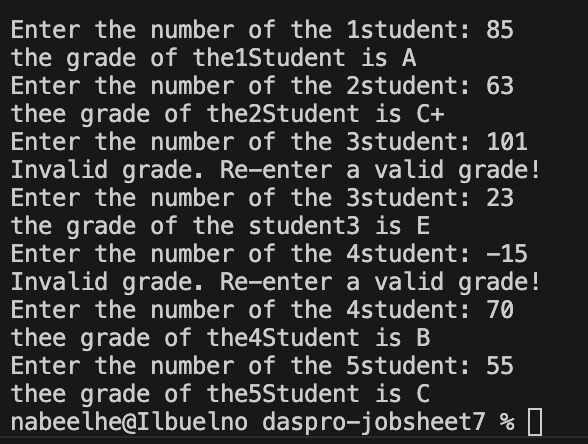 Enter the number of the 1student: 85
the grade of the1Student is A
Enter the number of the 2student: 63
thee grade of the2Student is C+
Enter the number of the 3student: 101
Invalid grade. Re-enter a valid grade!
Enter the number of the 3student: 23
the grade of the student3 is E
Enter the number of the 4student: -15
Invalid grade. Re-enter a valid grade!
Enter the number of the 4student: 70
thee grade of the4Student is B
Enter the number of the 5student: 55
thee grade of the5Student is C
nabeelhe@Ilbuelno daspro-jobsheet7 %